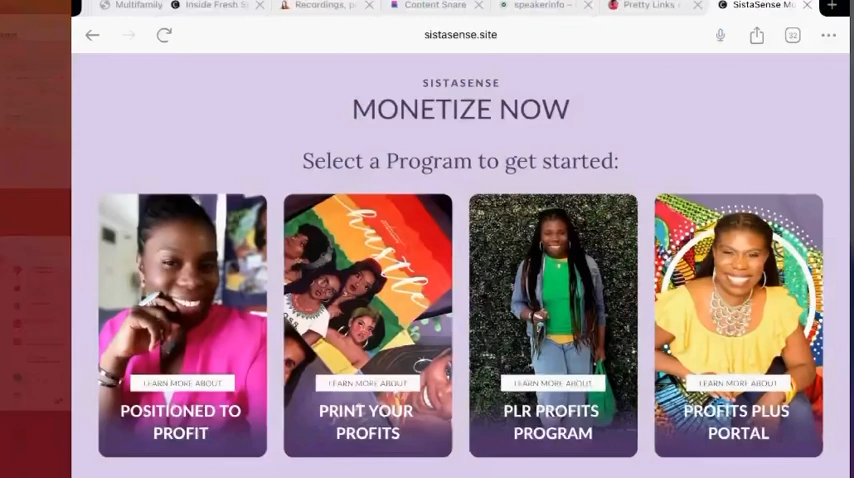 Multifamily
Inside Fresh S
Recordings, p
Content Snare
speakerinfo –
Pretty Links
SistaSense Mo
sistasense.site
32
SISTASENSE
MONETIZE NOW
Select a Program to get started:
hustle
LEARN MORE ABOUT
POSITIONED TO
PROFIT
LEARN MORE ABOUT
PRINT YOUR
PROFITS
LEARN MORE ABOUT
PLR PROFITS
PROGRAM
LEARN MORE ABOUT
PROFITS PLUS
PORTAL